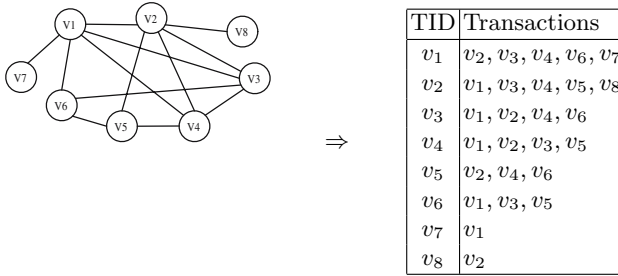 V1
V2
V8
V7
V3
V6
V5
V4
⇒
TID Transactions
v1 v2, v3, v4, v6, v7
v2 v1, v3, v4, v5, v8
v3 v1, v2, v4, v6
v4 v1, v2, v3, v5
v5 v2, v4, v6
v6 v1, v3, v5
v7 v1
v8 v2